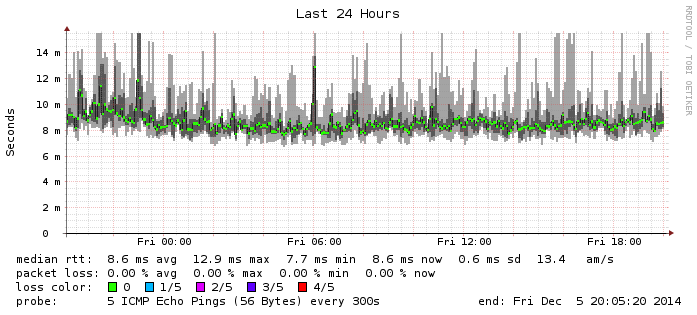 Last 24 Hours
RRDTOOL / TOBI OETIKER
Seconds
14 m
12 m
10 m
8 m
6 m
4 m
2 m
0
Fri 00:00 Fri 06:00 Fri 12:00 Fri 18:00
median rtt: 8.6 ms avg 12.9 ms max 7.7 ms min 8.6 ms now 0.6 ms sd 13.4 am/s
packet loss: 0.00 % avg 0.00 % max 0.00 % min 0.00 % now
loss color: 0 1/5 2/5 3/5 4/5
probe: 5 ICMP Echo Pings (56 Bytes) every 300s end: Fri Dec 5 20:05:20 2014